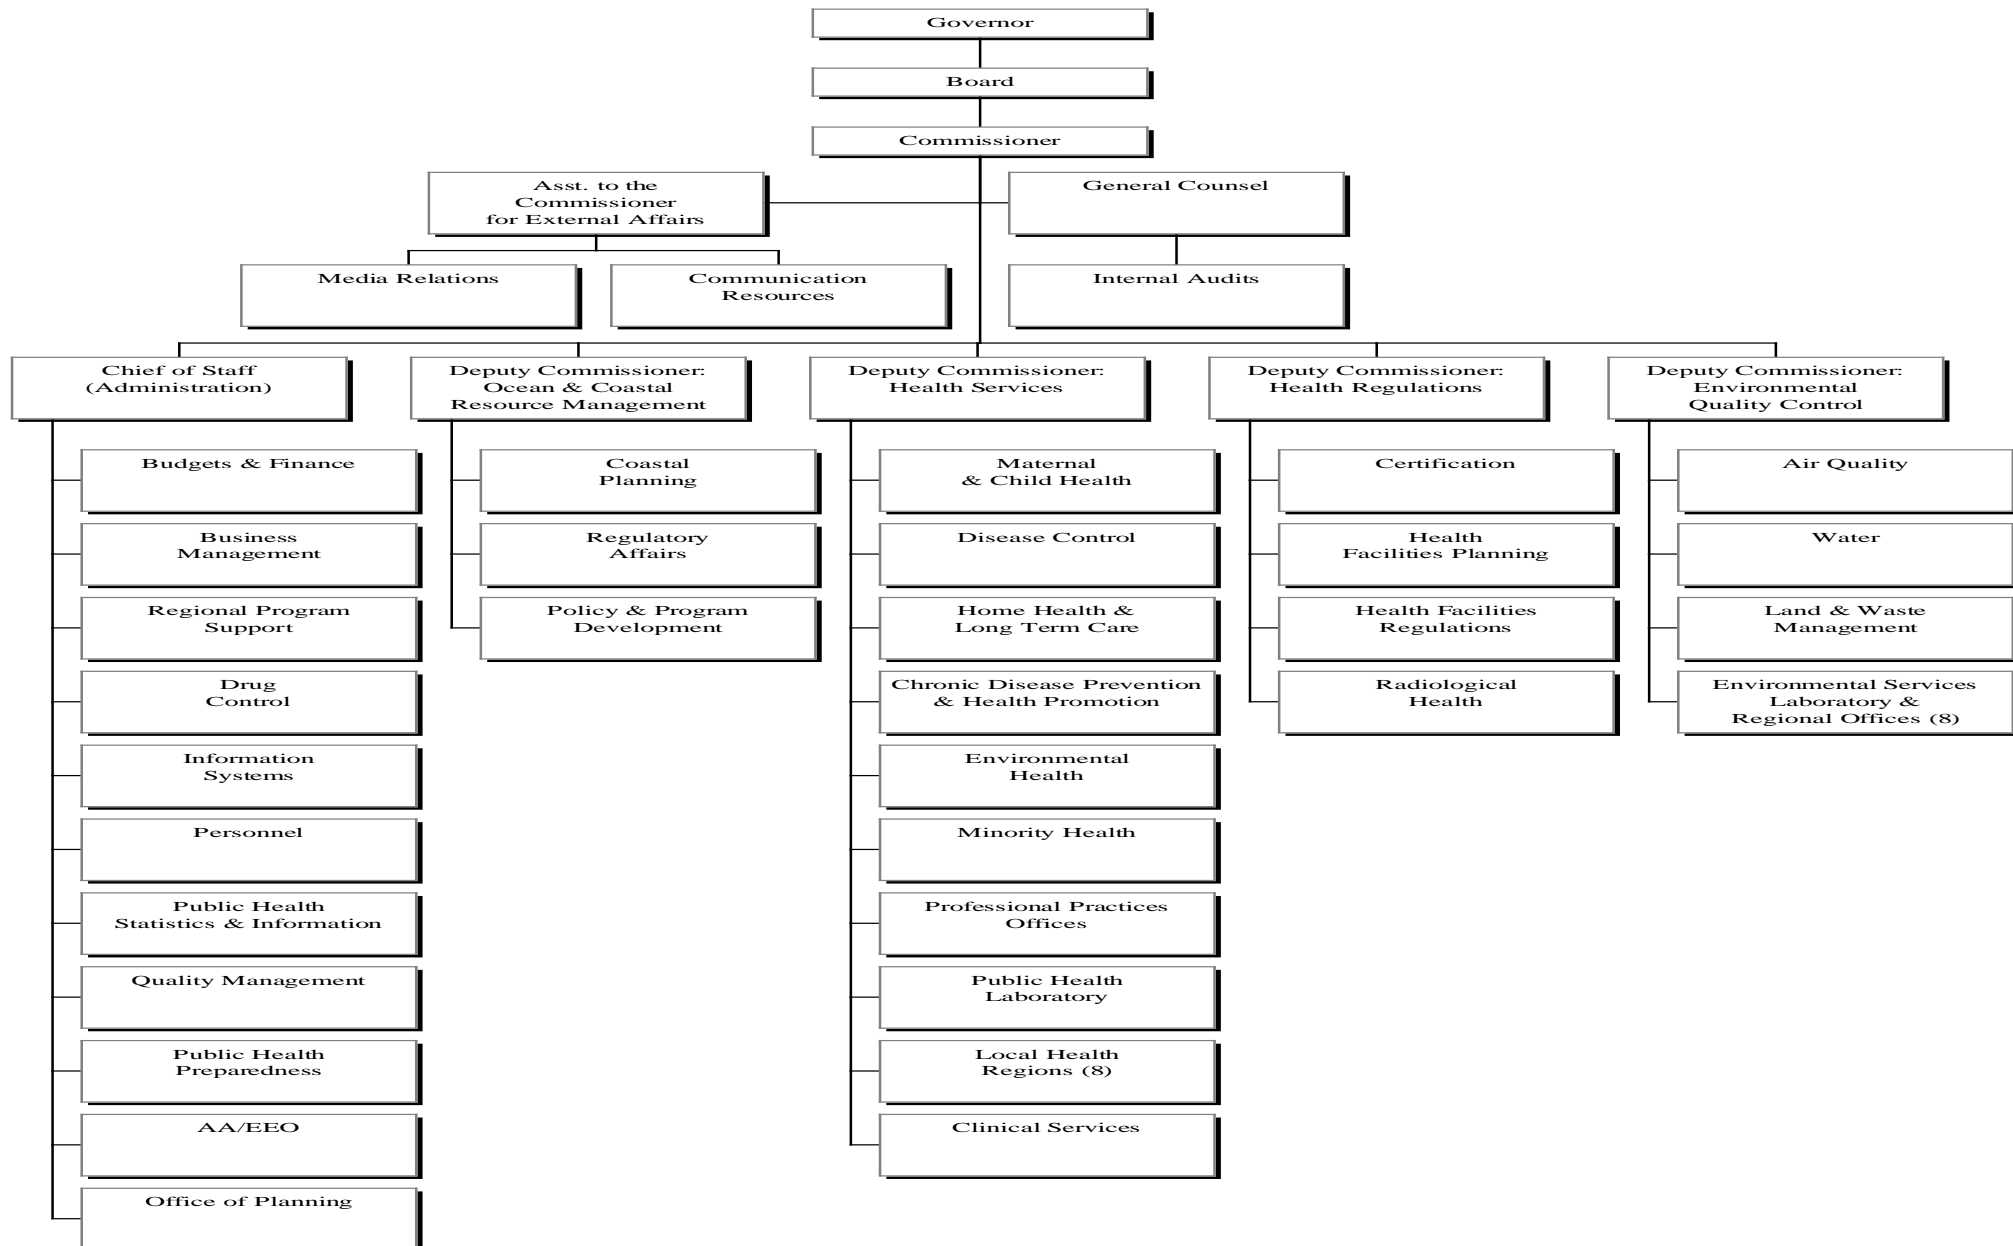 Governor
Board
Commissioner
Asst. to the
Commissioner
for External Affairs
General Counsel
Media Relations
Communication
Resources
Internal Audits
Chief of Staff
(Administration)
Deputy Commissioner:
Ocean & Coastal
Resource Management
Deputy Commissioner:
Health Services
Deputy Commissioner:
Health Regulations
Deputy Commissioner:
Environmental
Quality Control
Budgets & Finance
Business
Management
Regional Program
Support
Drug
Control
Information
Systems
Personnel
Public Health
Statistics & Information
Quality Management
Public Health
Preparedness
AA/EEO
Office of Planning
Coastal
Planning
Regulatory
Affairs
Policy & Program
Development
Maternal
& Child Health
Disease Control
Home Health &
Long Term Care
Chronic Disease Prevention
& Health Promotion
Environmental
Health
Minority Health
Professional Practices
Offices
Public Health
Laboratory
Local Health
Regions (8)
Clinical Services
Certification
Health
Facilities Planning
Health Facilities
Regulations
Radiological
Health
Air Quality
Water
Land & Waste
Management
Environmental Services
Laboratory &
Regional Offices (8)